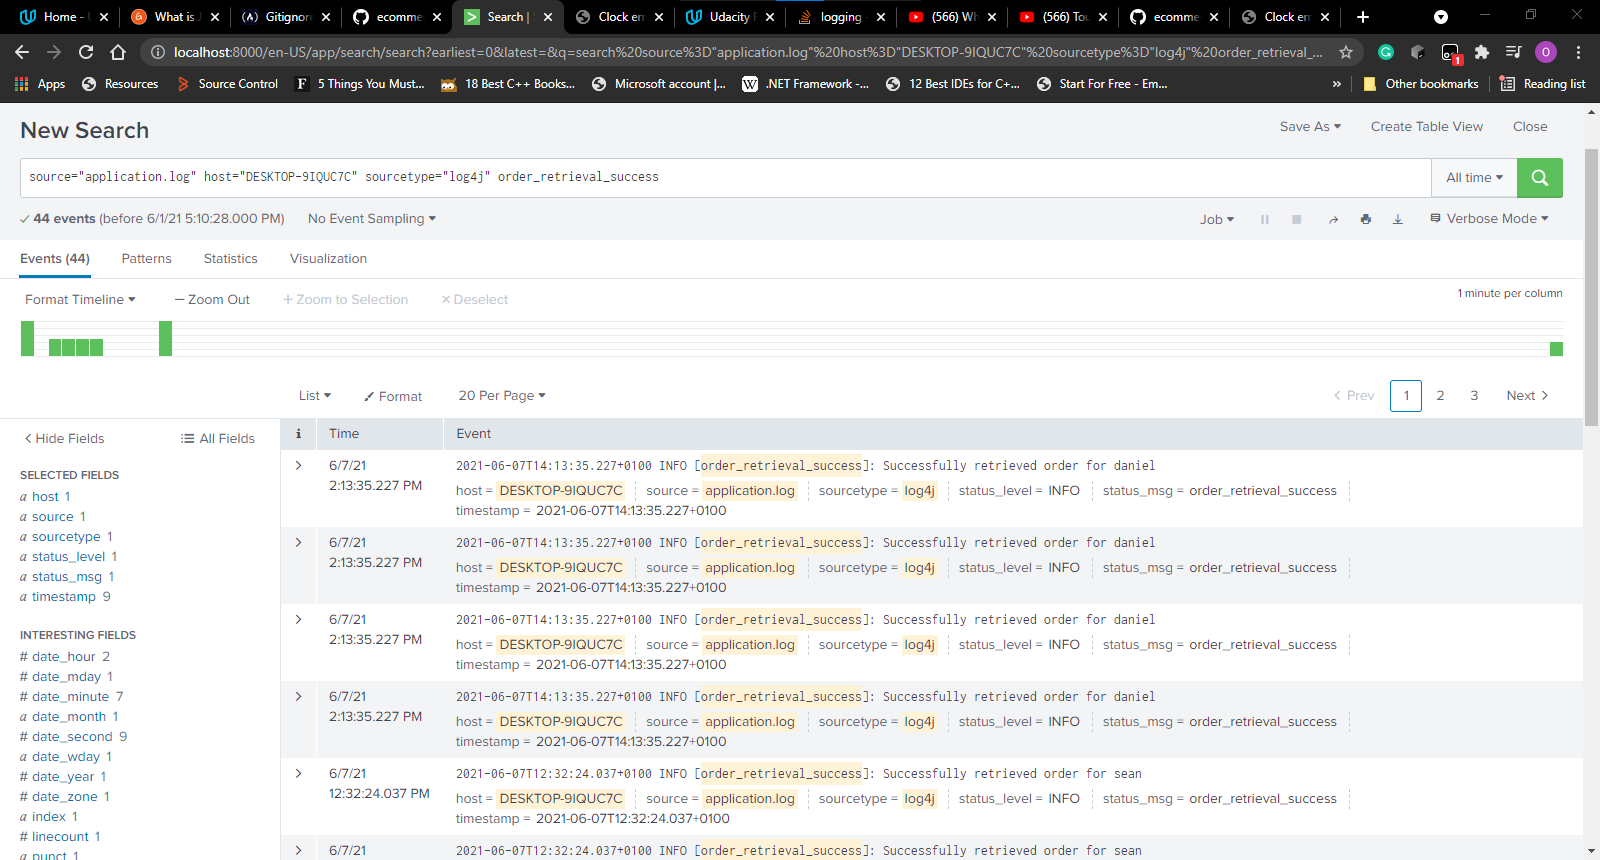 Home - U
What is J
Gitignore
ecomme
Search | S
Clock err
Udacity R
logging
(566) Wh
(566) Tou
ecomme
Clock err
localhost:8000/en-US/app/search/search?earliest=0&latest=&q=search%20source%3D"application.log"%20host%3D"DESKTOP-9IQUC7C"%20sourcetype%3D"log4j"%20order_retrieval_...
1
O
Apps
Resources
Source Control
5 Things You Must...
18 Best C++ Books...
Microsoft account |...
.NET Framework -...
12 Best IDEs for C+...
Start For Free - Em...
»
Other bookmarks
Reading list
New Search
Save As
Create Table View
Close
source="application.log" host="DESKTOP-9IQUC7C" sourcetype="log4j" order_retrieval_success
All time
44 events (before 6/1/21 5:10:28.000 PM)
No Event Sampling
Job
Verbose Mode
Events (44)
Patterns
Statistics
Visualization
Format Timeline
— Zoom Out
+ Zoom to Selection
× Deselect
1 minute per column
List
Format
20 Per Page
< Prev
1
2
3
Next >
< Hide Fields
All Fields
i
Time
Event
SELECTED FIELDS
a host 1
a source 1
a sourcetype 1
a status_level 1
a status_msg 1
a timestamp 9
INTERESTING FIELDS
# date_hour 2
# date_mday 1
# date_minute 7
a date_month 1
# date_second 9
a date_wday 1
# date_year 1
# date_zone 1
a index 1
# linecount 1
a punct 1
> 6/7/21
2:13:35.227 PM
2021-06-07T14:13:35.227+0100 INFO [order_retrieval_success]: Successfully retrieved order for daniel
host = DESKTOP-9IQUC7C source = application.log sourcetype = log4j status_level = INFO status_msg = order_retrieval_success
timestamp = 2021-06-07T14:13:35.227+0100
> 6/7/21
2:13:35.227 PM
2021-06-07T14:13:35.227+0100 INFO [order_retrieval_success]: Successfully retrieved order for daniel
host = DESKTOP-9IQUC7C source = application.log sourcetype = log4j status_level = INFO status_msg = order_retrieval_success
timestamp = 2021-06-07T14:13:35.227+0100
> 6/7/21
2:13:35.227 PM
2021-06-07T14:13:35.227+0100 INFO [order_retrieval_success]: Successfully retrieved order for daniel
host = DESKTOP-9IQUC7C source = application.log sourcetype = log4j status_level = INFO status_msg = order_retrieval_success
timestamp = 2021-06-07T14:13:35.227+0100
> 6/7/21
2:13:35.227 PM
2021-06-07T14:13:35.227+0100 INFO [order_retrieval_success]: Successfully retrieved order for daniel
host = DESKTOP-9IQUC7C source = application.log sourcetype = log4j status_level = INFO status_msg = order_retrieval_success
timestamp = 2021-06-07T14:13:35.227+0100
> 6/7/21
12:32:24.037 PM
2021-06-07T12:32:24.037+0100 INFO [order_retrieval_success]: Successfully retrieved order for sean
host = DESKTOP-9IQUC7C source = application.log sourcetype = log4j status_level = INFO status_msg = order_retrieval_success
timestamp = 2021-06-07T12:32:24.037+0100
> 6/7/21
2021-06-07T12:32:24.037+0100 INFO [order_retrieval_success]: Successfully retrieved order for sean